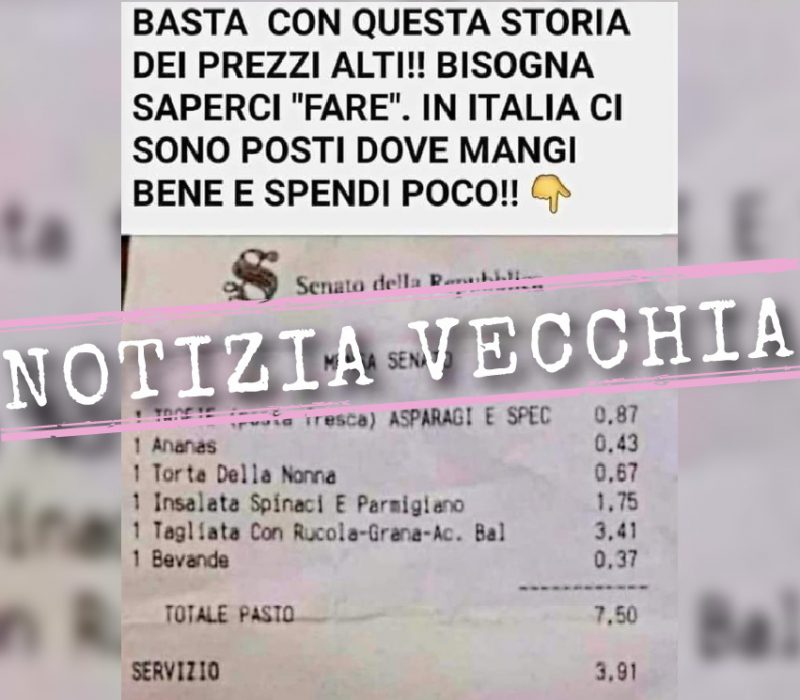 BASTA CON QUESTA STORIA
DEI PREZZI ALTI!! BISOGNA
SAPERCI "FARE". IN ITALIA CI
SONO POSTI DOVE MANGI
BENE E SPENDI POCO!! 👇
Senato della Repubblica
NOTIZIA VECCHIA
MENSA SENATO
1 TROFIE (pasta fresca) ASPARAGI E SPEC 0,87
1 Ananas 0,43
1 Torta Della Nonna 0,67
1 Insalata Spinaci E Parmigiano 1,75
1 Tagliata Con Rucola-Grana-Ac. Bal 3,41
1 Bevande 0,37
TOTALE PASTO 7,50
SERVIZIO 3,91